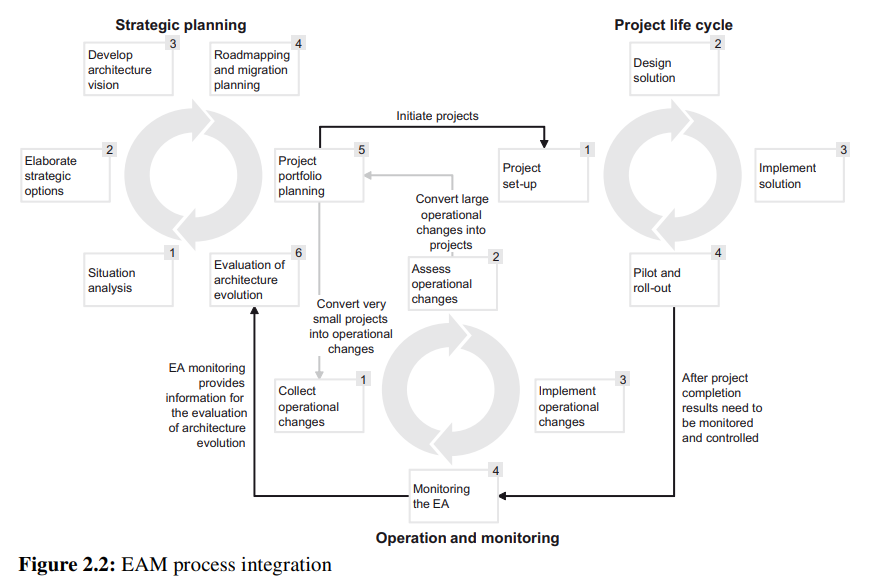 Strategic planning
Project life cycle
3
Develop
architecture
vision
4
Roadmapping
and migration
planning
2
Design
solution
Initiate projects
2
Elaborate
strategic
options
5
Project
portfolio
planning
1
Project
set-up
3
Implement
solution
Convert large
operational
changes into
projects
1
Situation
analysis
6
Evaluation of
architecture
evolution
2
Assess
operational
changes
4
Pilot and
roll-out
Convert very
small projects
into operational
changes
EA monitoring
provides
information for
the evaluation
of architecture
evolution
1
Collect
operational
changes
3
Implement
operational
changes
After project
completion
results need to
be monitored
and controlled
4
Monitoring
the EA
Operation and monitoring
Figure 2.2: EAM process integration